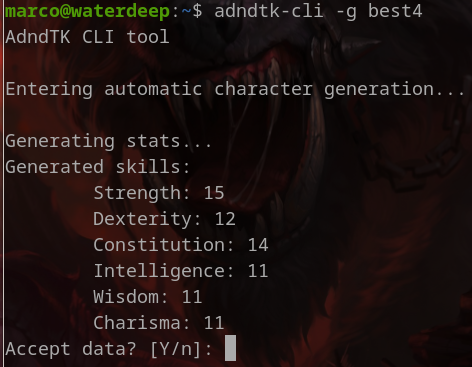 marco@waterdeep:~$ adndtk-cli -g best4
AdndTK CLI tool
Entering automatic character generation...
Generating stats...
Generated skills:
Strength: 15
Dexterity: 12
Constitution: 14
Intelligence: 11
Wisdom: 11
Charisma: 11
Accept data? [Y/n]: